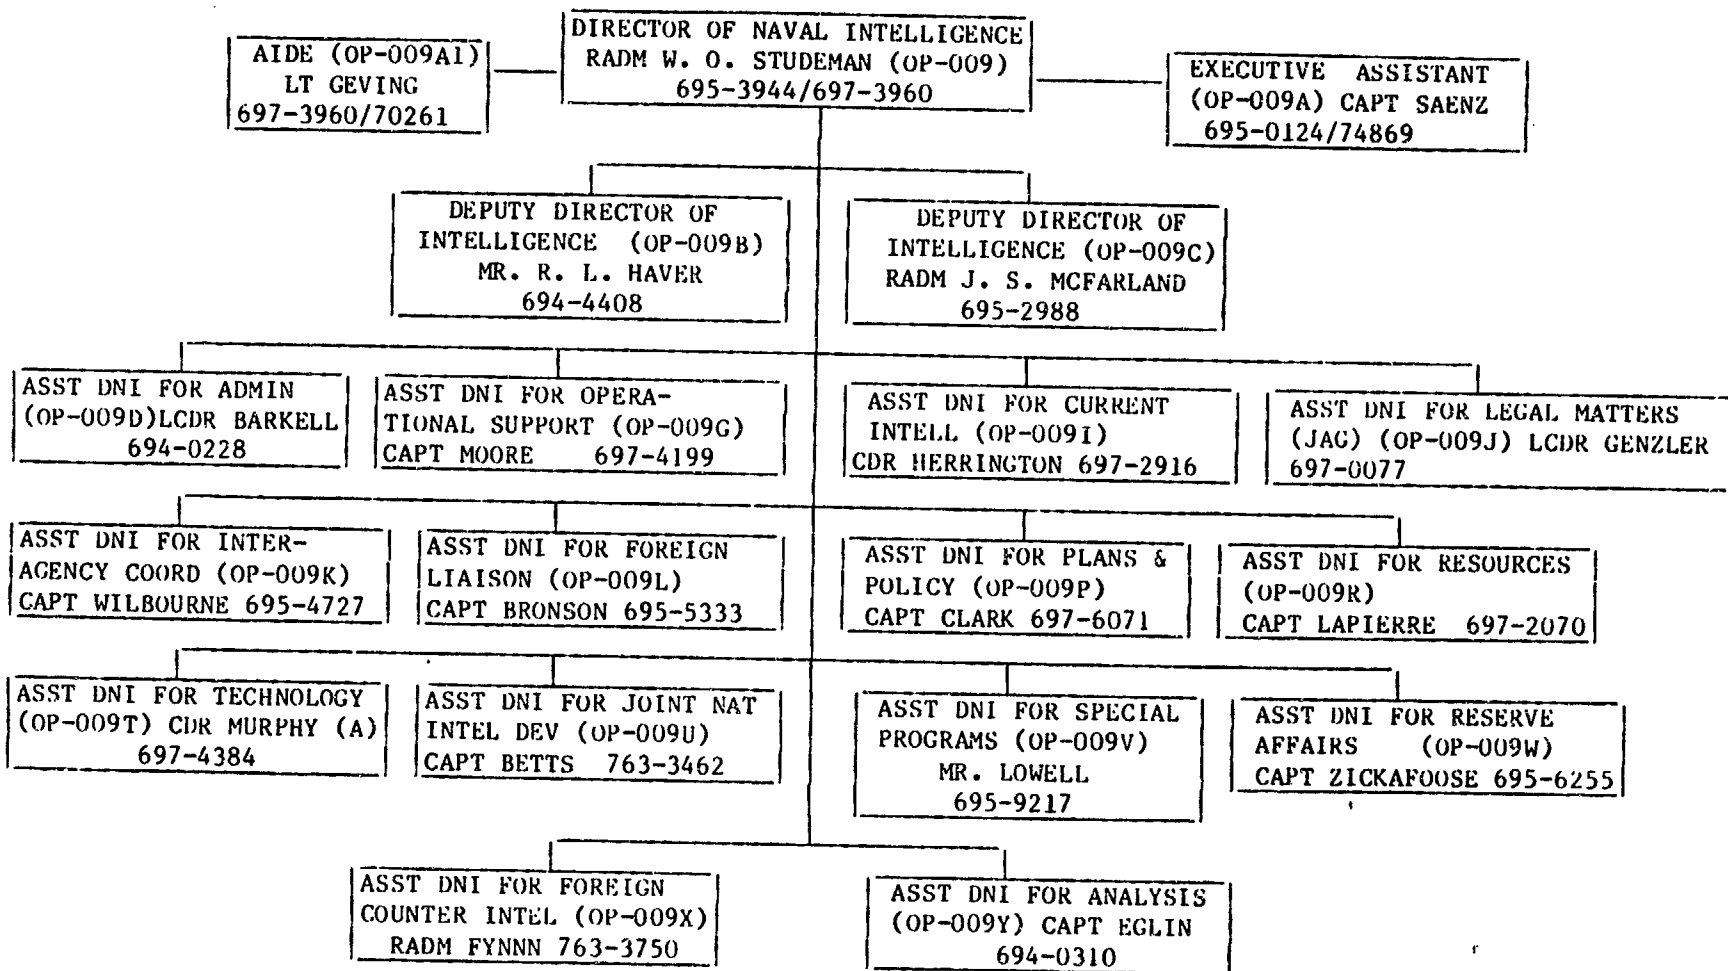 DIRECTOR OF NAVAL INTELLIGENCE
RADM W. O. STUDEMAN (OP-009)
695-3944/697-3960
AIDE (OP-009A1)
LT GEVING
697-3960/70261
EXECUTIVE ASSISTANT
(OP-009A) CAPT SAENZ
695-0124/74869
DEPUTY DIRECTOR OF
INTELLIGENCE (OP-009B)
MR. R. L. HAVER
694-4408
DEPUTY DIRECTOR OF
INTELLIGENCE (OP-009C)
RADM J. S. MCFARLAND
695-2988
ASST DNI FOR ADMIN
(OP-009D)LCDR BARKELL
694-0228
ASST DNI FOR OPERA-
TIONAL SUPPORT (OP-009G)
CAPT MOORE 697-4199
ASST DNI FOR CURRENT
INTELL (OP-009I)
CDR HERRINGTON 697-2916
ASST DNI FOR LEGAL MATTERS
(JAG) (OP-009J) LCDR GENZLER
697-0077
ASST DNI FOR INTER-
AGENCY COORD (OP-009K)
CAPT WILBOURNE 695-4727
ASST DNI FOR FOREIGN
LIAISON (OP-009L)
CAPT BRONSON 695-5333
ASST DNI FOR PLANS &
POLICY (OP-009P)
CAPT CLARK 697-6071
ASST DNI FOR RESOURCES
(OP-009R)
CAPT LAPIERRE 697-2070
ASST DNI FOR TECHNOLOGY
(OP-009T) CDR MURPHY (A)
697-4384
ASST DNI FOR JOINT NAT
INTEL DEV (OP-009U)
CAPT BETTS 763-3462
ASST DNI FOR SPECIAL
PROGRAMS (OP-009V)
MR. LOWELL
695-9217
ASST DNI FOR RESERVE
AFFAIRS (OP-009W)
CAPT ZICKAFOOSE 695-6255
ASST DNI FOR FOREIGN
COUNTER INTEL (OP-009X)
RADM FYNNN 763-3750
ASST DNI FOR ANALYSIS
(OP-009Y) CAPT EGLIN
694-0310